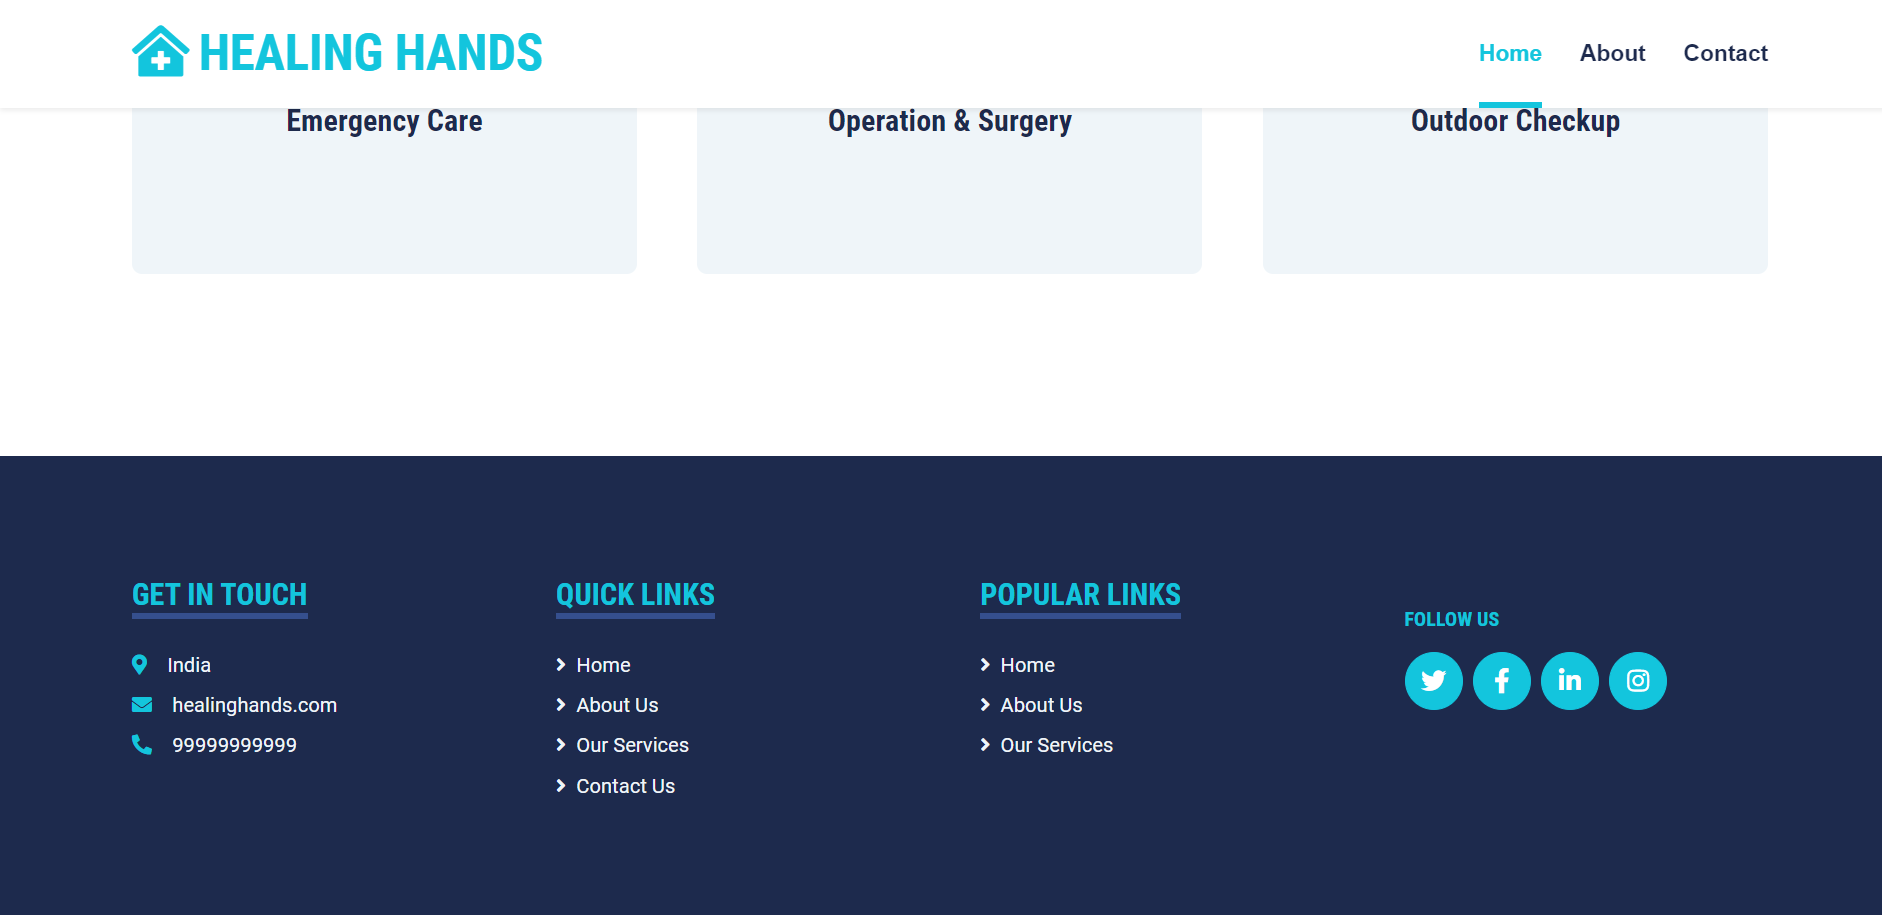 HEALING HANDS
Home About Contact
Emergency Care
Operation & Surgery
Outdoor Checkup
GET IN TOUCH
India
healinghands.com
99999999999
QUICK LINKS
Home
About Us
Our Services
Contact Us
POPULAR LINKS
Home
About Us
Our Services
FOLLOW US